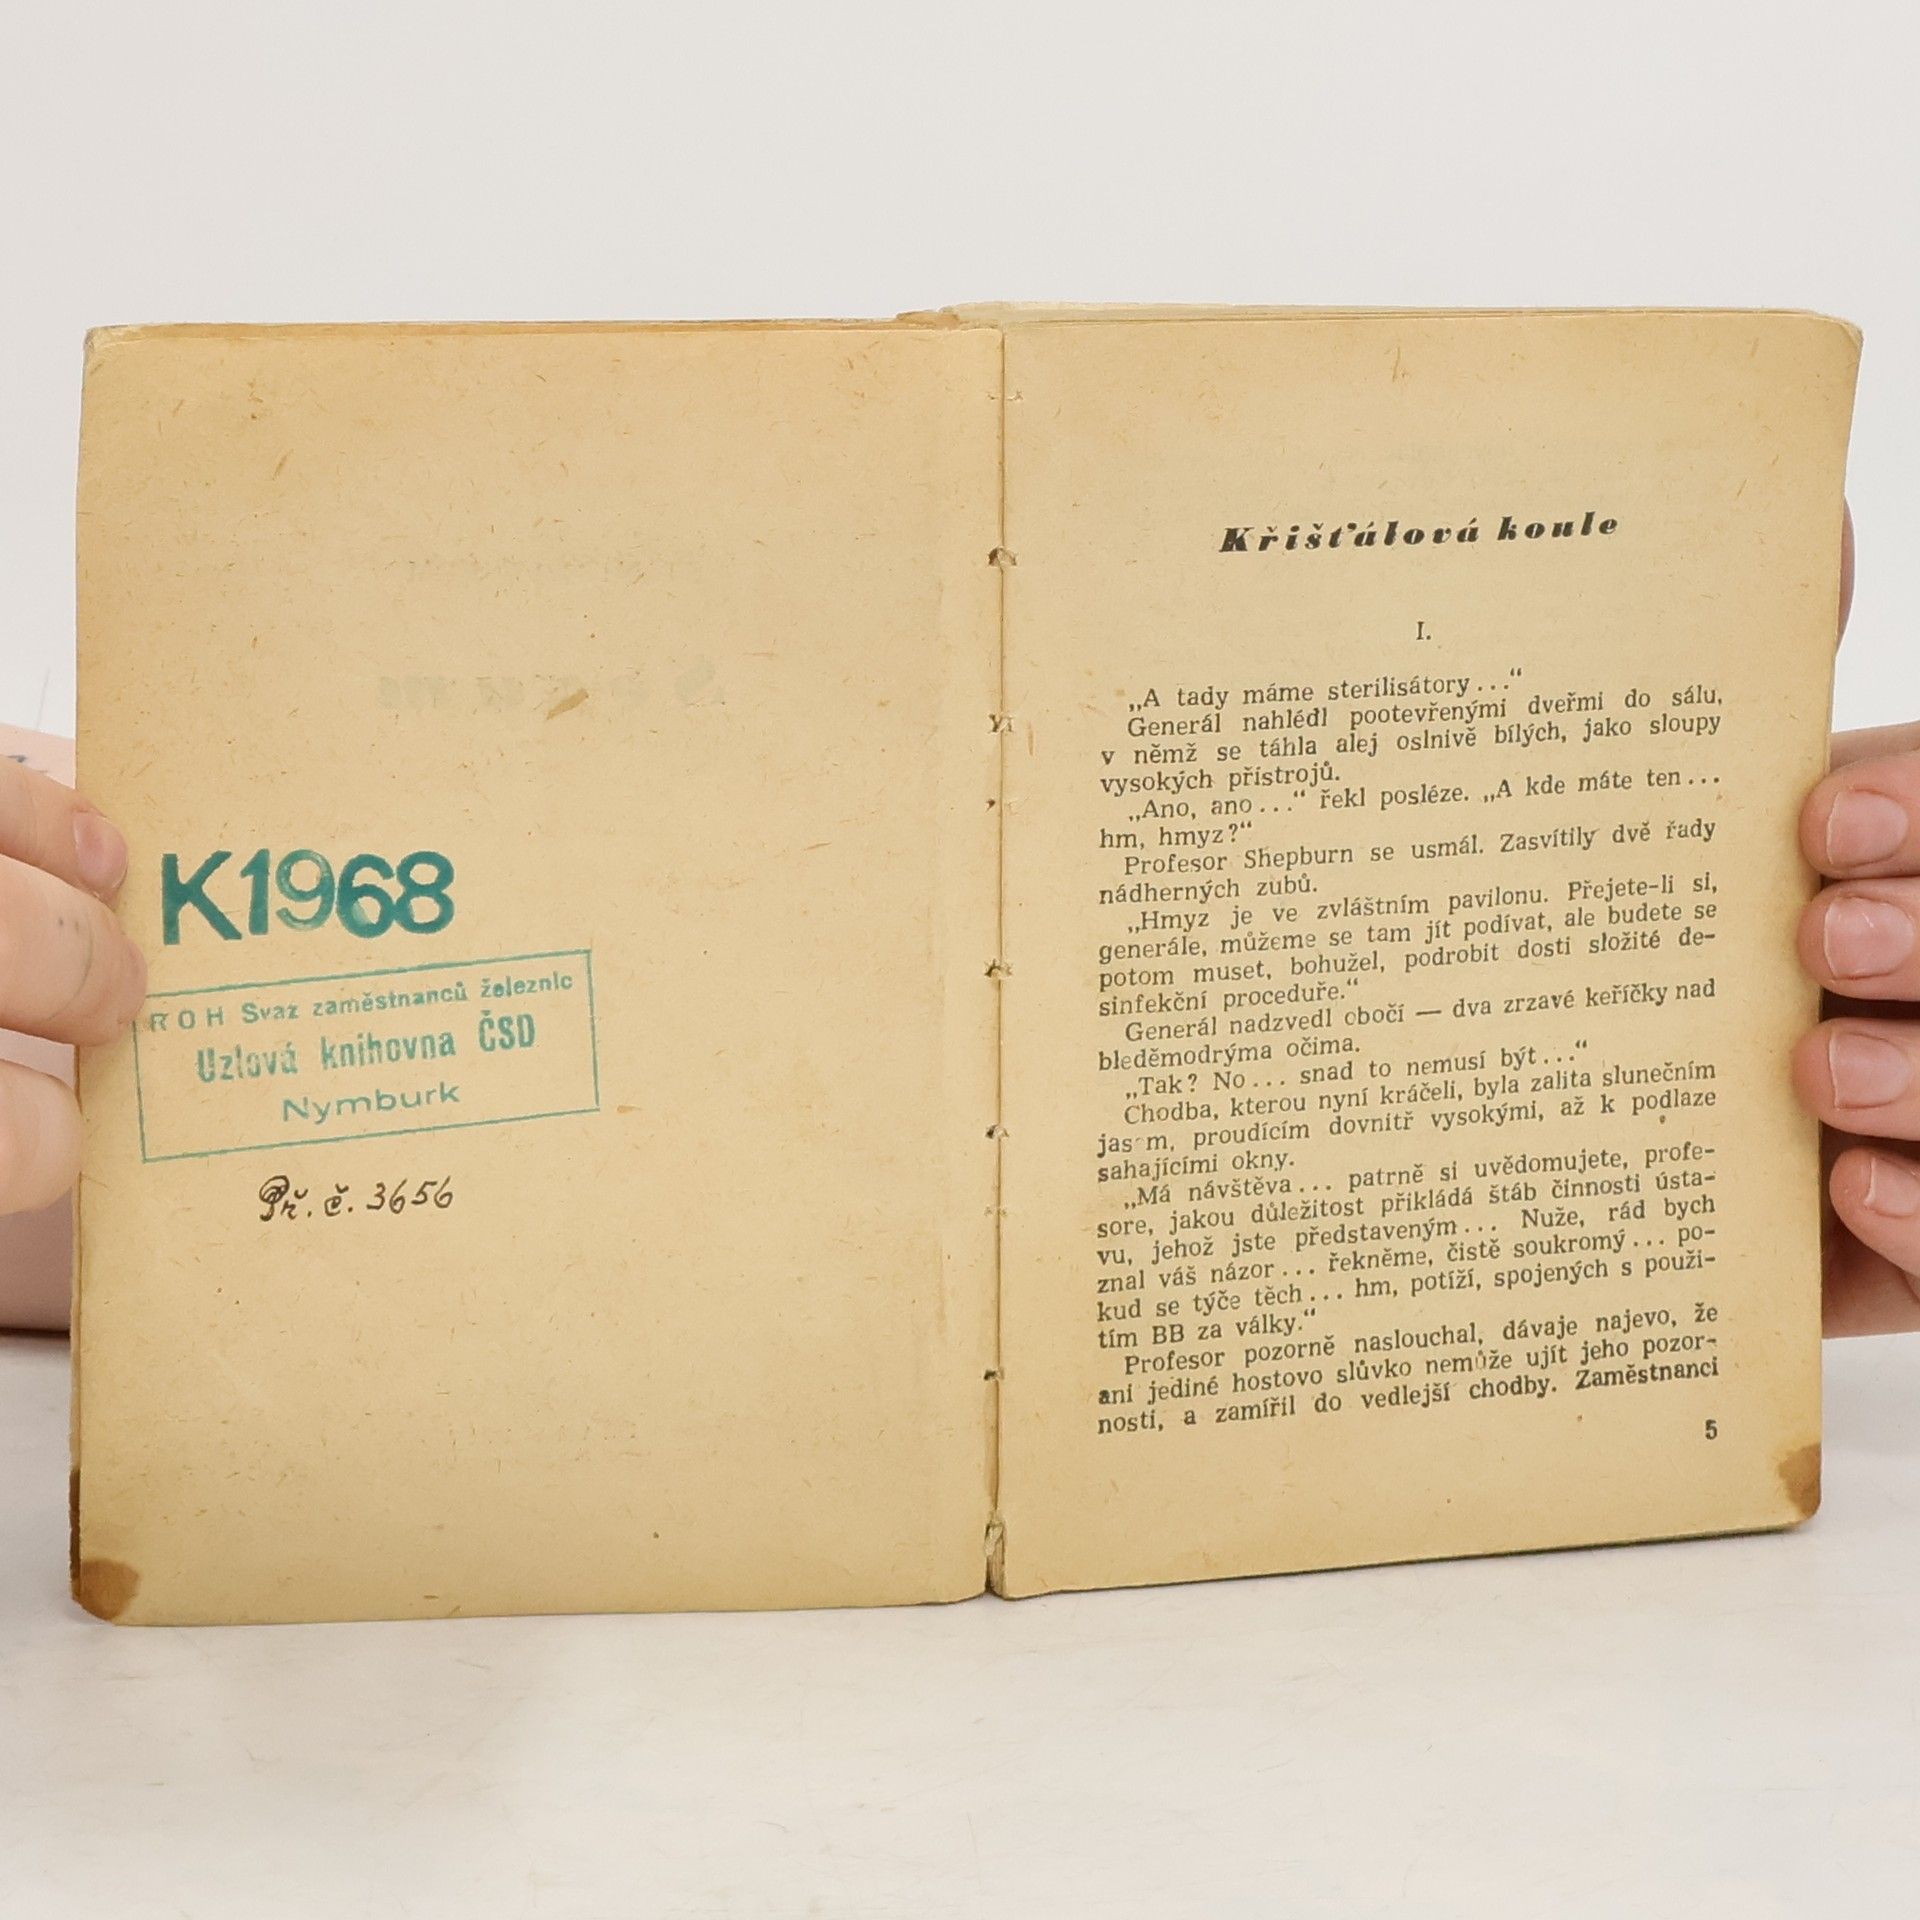 K1968
ROH Svaz zaměstnanců železnic
Uzlová knihovna ČSD
Nymburk
Př. č. 3656
Křišťálová koule
I.
„A tady máme sterilisátory...“
Generál nahlédl pootevřenými dveřmi do sálu,
v němž se táhla alej oslnivě bílých, jako sloupy
vysokých přístrojů.
„Ano, ano...“ řekl posléze. „A kde máte ten...
hm, hmyz?“
Profesor Shepburn se usmál. Zasvítily dvě řady
nádherných zubů.
„Hmyz je ve zvláštním pavilonu. Přejete-li si,
generále, můžeme se tam jít podívat, ale budete se
potom muset, bohužel, podrobit dosti složité de-
sinfekční proceduře.“
Generál nadzvedl obočí — dva zrzavé keříčky nad
bleděmodrýma očima.
„Tak? No... snad to nemusí být...“
Chodba, kterou nyní kráčeli, byla zalita slunečním
jasem, proudícím dovnitř vysokými, až k podlaze
sahajícími okny.
„Má návštěva... patrně si uvědomujete, profe-
sore, jakou důležitost přikládá štáb činnosti ústa-
vu, jehož jste představeným... Nuže, rád bych
znal váš názor... řekněme, čistě soukromý... po-
kud se týče těch... hm, potíží, spojených s použi-
tím BB za války.“
Profesor pozorně naslouchal, dávaje najevo, že
ani jediné hostovo slůvko nemůže ujít jeho pozor-
nosti, a zamířil do vedlejší chodby. Zaměstnanci
5